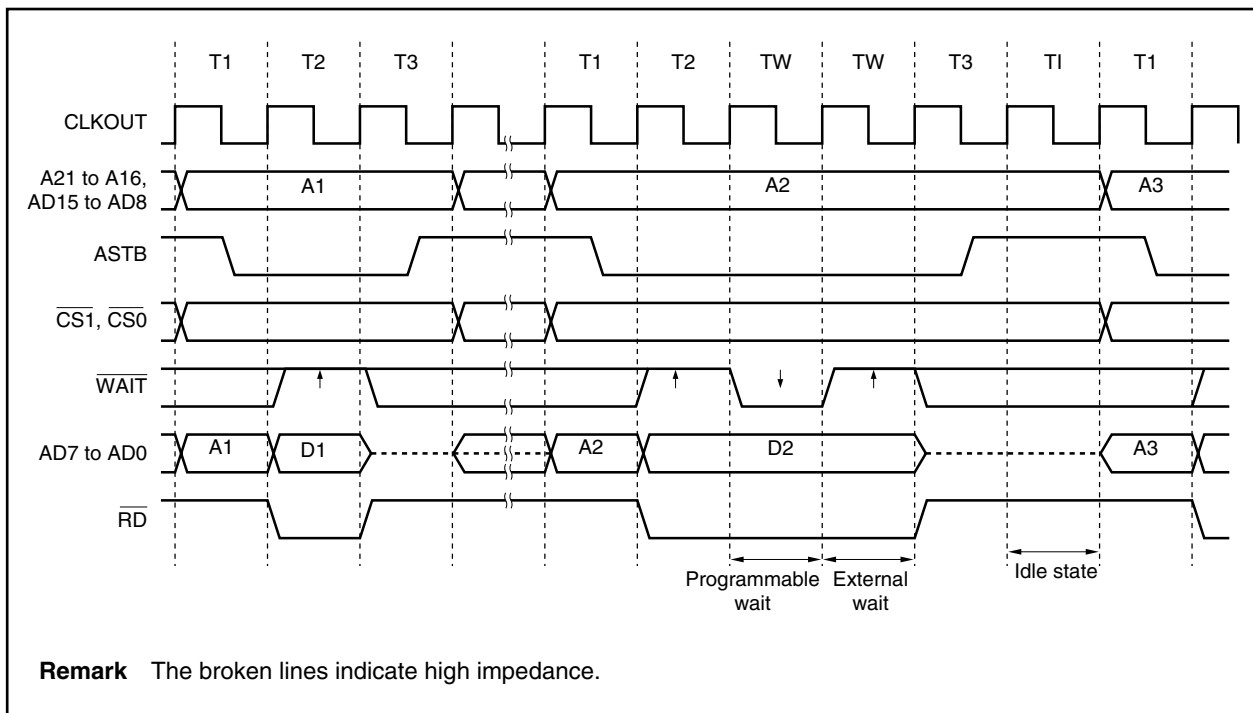 T1 T2 T3 T1 T2 TW TW T3 TI T1
CLKOUT
A21 to A16,
AD15 to AD8
A1 A2 A3
ASTB
CS1, CS0
WAIT
AD7 to AD0
A1 D1 A2 D2 A3
RD
Programmable
wait
External
wait
Idle state
Remark The broken lines indicate high impedance.